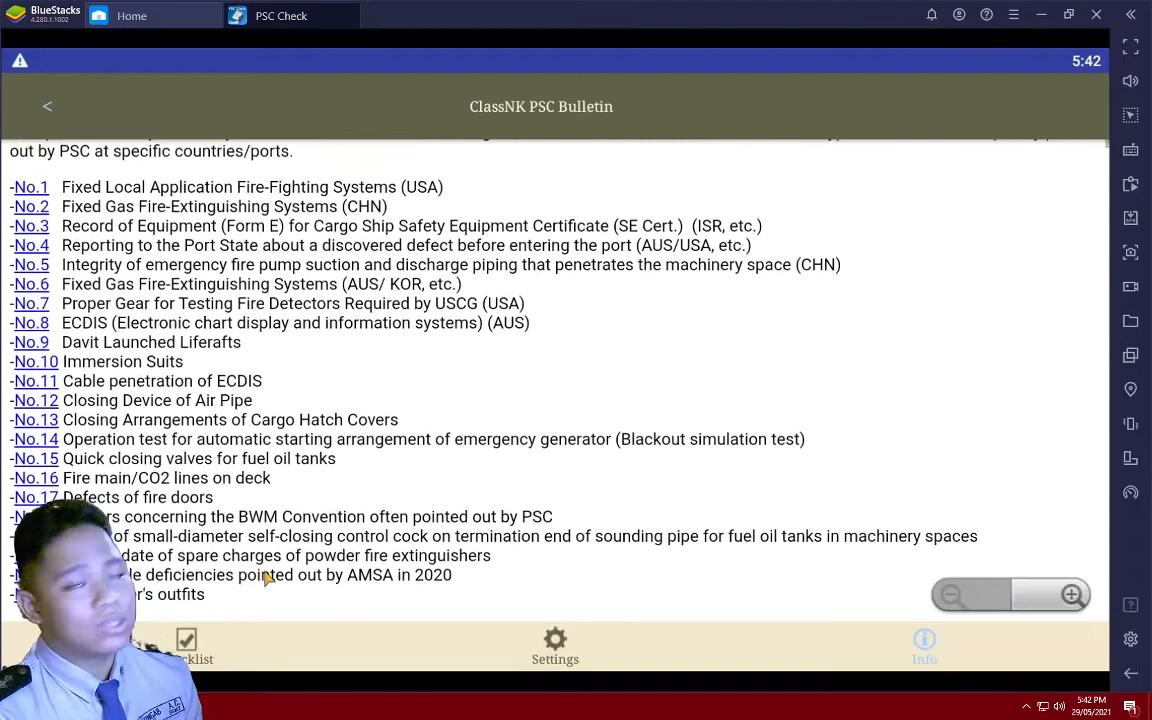 BlueStacks
4.280.1.1002
Home
PSC Check
5:42
<
ClassNK PSC Bulletin
out by PSC at specific countries/ports.
-No.1 Fixed Local Application Fire-Fighting Systems (USA)
-No.2 Fixed Gas Fire-Extinguishing Systems (CHN)
-No.3 Record of Equipment (Form E) for Cargo Ship Safety Equipment Certificate (SE Cert.) (ISR, etc.)
-No.4 Reporting to the Port State about a discovered defect before entering the port (AUS/USA, etc.)
-No.5 Integrity of emergency fire pump suction and discharge piping that penetrates the machinery space (CHN)
-No.6 Fixed Gas Fire-Extinguishing Systems (AUS/ KOR, etc.)
-No.7 Proper Gear for Testing Fire Detectors Required by USCG (USA)
-No.8 ECDIS (Electronic chart display and information systems) (AUS)
-No.9 Davit Launched Liferafts
-No.10 Immersion Suits
-No.11 Cable penetration of ECDIS
-No.12 Closing Device of Air Pipe
-No.13 Closing Arrangements of Cargo Hatch Covers
-No.14 Operation test for automatic starting arrangement of emergency generator (Blackout simulation test)
-No.15 Quick closing valves for fuel oil tanks
-No.16 Fire main/CO2 lines on deck
-No.17 Defects of fire doors
concerning the BWM Convention often pointed out by PSC
of small-diameter self-closing control cock on termination end of sounding pipe for fuel oil tanks in machinery spaces
date of spare charges of powder fire extinguishers
deficiencies pointed out by AMSA in 2020
outfits
Settings
Info
5:42 PM
29/05/2021